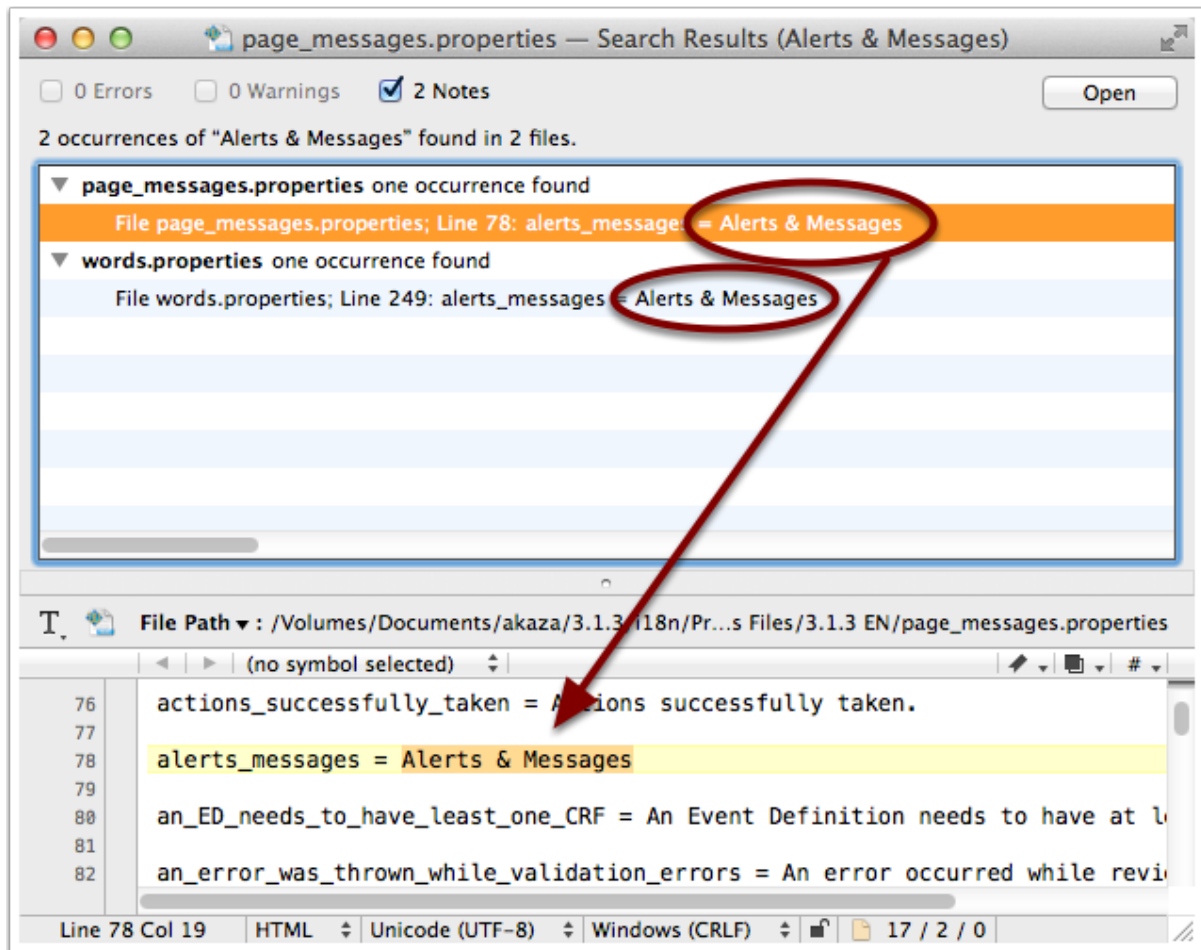 page_messages.properties — Search Results (Alerts & Messages)
0 Errors 0 Warnings 2 Notes Open
2 occurrences of “Alerts & Messages” found in 2 files.
page_messages.properties one occurrence found
File page_messages.properties; Line 78: alerts_messages = Alerts & Messages
words.properties one occurrence found
File words.properties; Line 249: alerts_messages = Alerts & Messages
T. File Path ▾ : /Volumes/Documents/akaza/3.1.3/i18n/Pr...s Files/3.1.3 EN/page_messages.properties
(no symbol selected) #
76 actions_successfully_taken = Actions successfully taken.
77
78 alerts_messages = Alerts & Messages
79
80 an_ED_needs_to_have_least_one_CRF = An Event Definition needs to have at l
81
82 an_error_was_thrown_while_validation_errors = An error occurred while revi
Line 78 Col 19 HTML Unicode (UTF-8) Windows (CRLF) 17 / 2 / 0